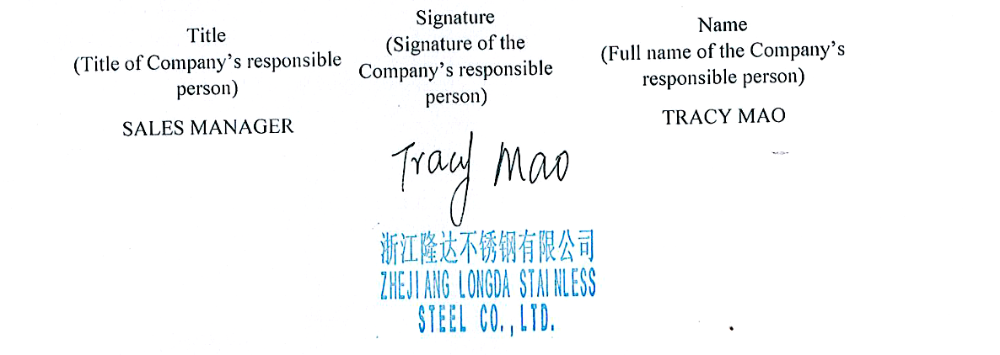 Title
(Title of Company's responsible
person)
SALES MANAGER
Signature
(Signature of the
Company's responsible
person)
Tracy Mao
Name
(Full name of the Company's
responsible person)
TRACY MAO
浙江隆达不锈钢有限公司
ZHEJIANG LONGDA STAINLESS
STEEL CO.,LTD.